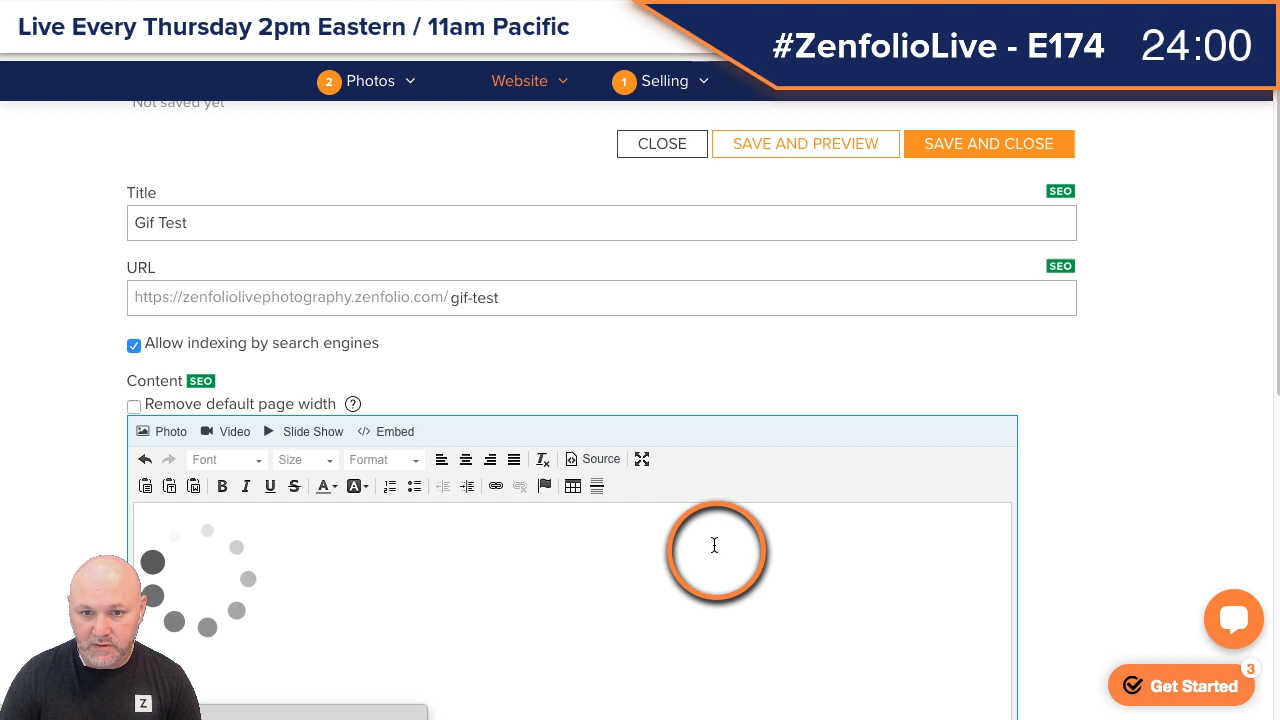 Live Every Thursday 2pm Eastern / 11am Pacific
#ZenfolioLive - E174 24:00
2 Photos Website 1 Selling
Not saved yet
CLOSE SAVE AND PREVIEW SAVE AND CLOSE
Title SEO
Gif Test
URL SEO
https://zenfoliolivephotography.zenfolio.com/ gif-test
Allow indexing by search engines
Content SEO
Remove default page width ?
Photo Video Slide Show Embed
Font Size Format Source
B I U S A A
Z
3
Get Started